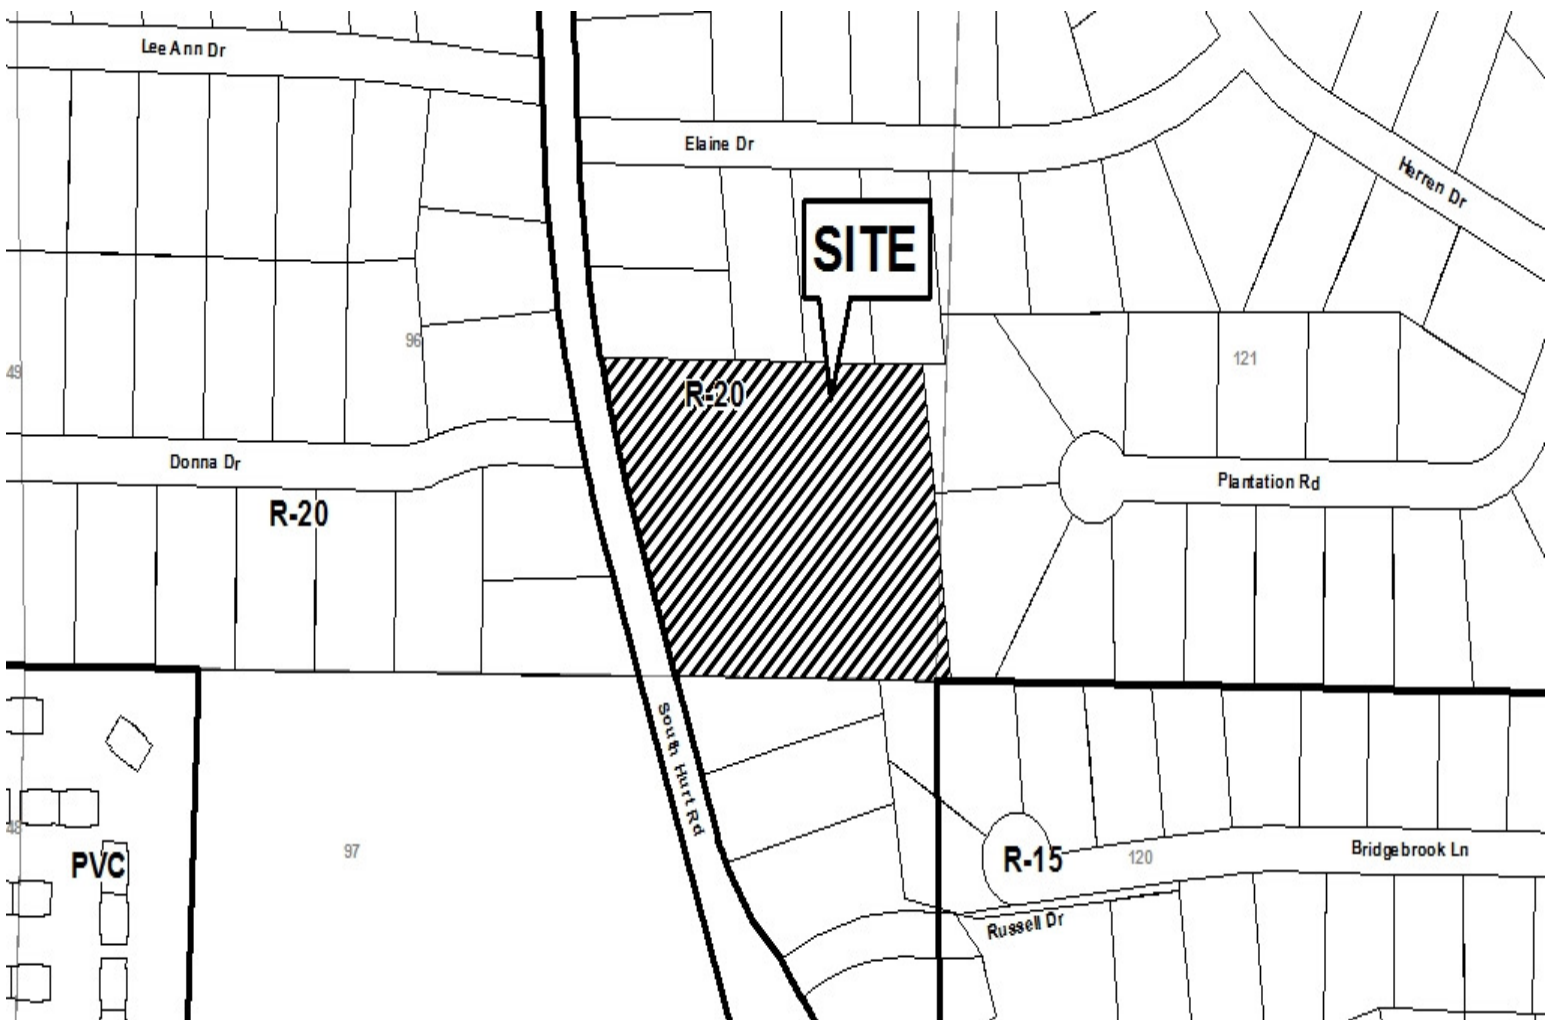 Lee Ann Dr
Elaine Dr
Herren Dr
SITE
96
121
49
R-20
Donna Dr
Plantation Rd
R-20
South Hurt Rd
48
97
PVC
R-15
120
Bridgebrook Ln
Russell Dr